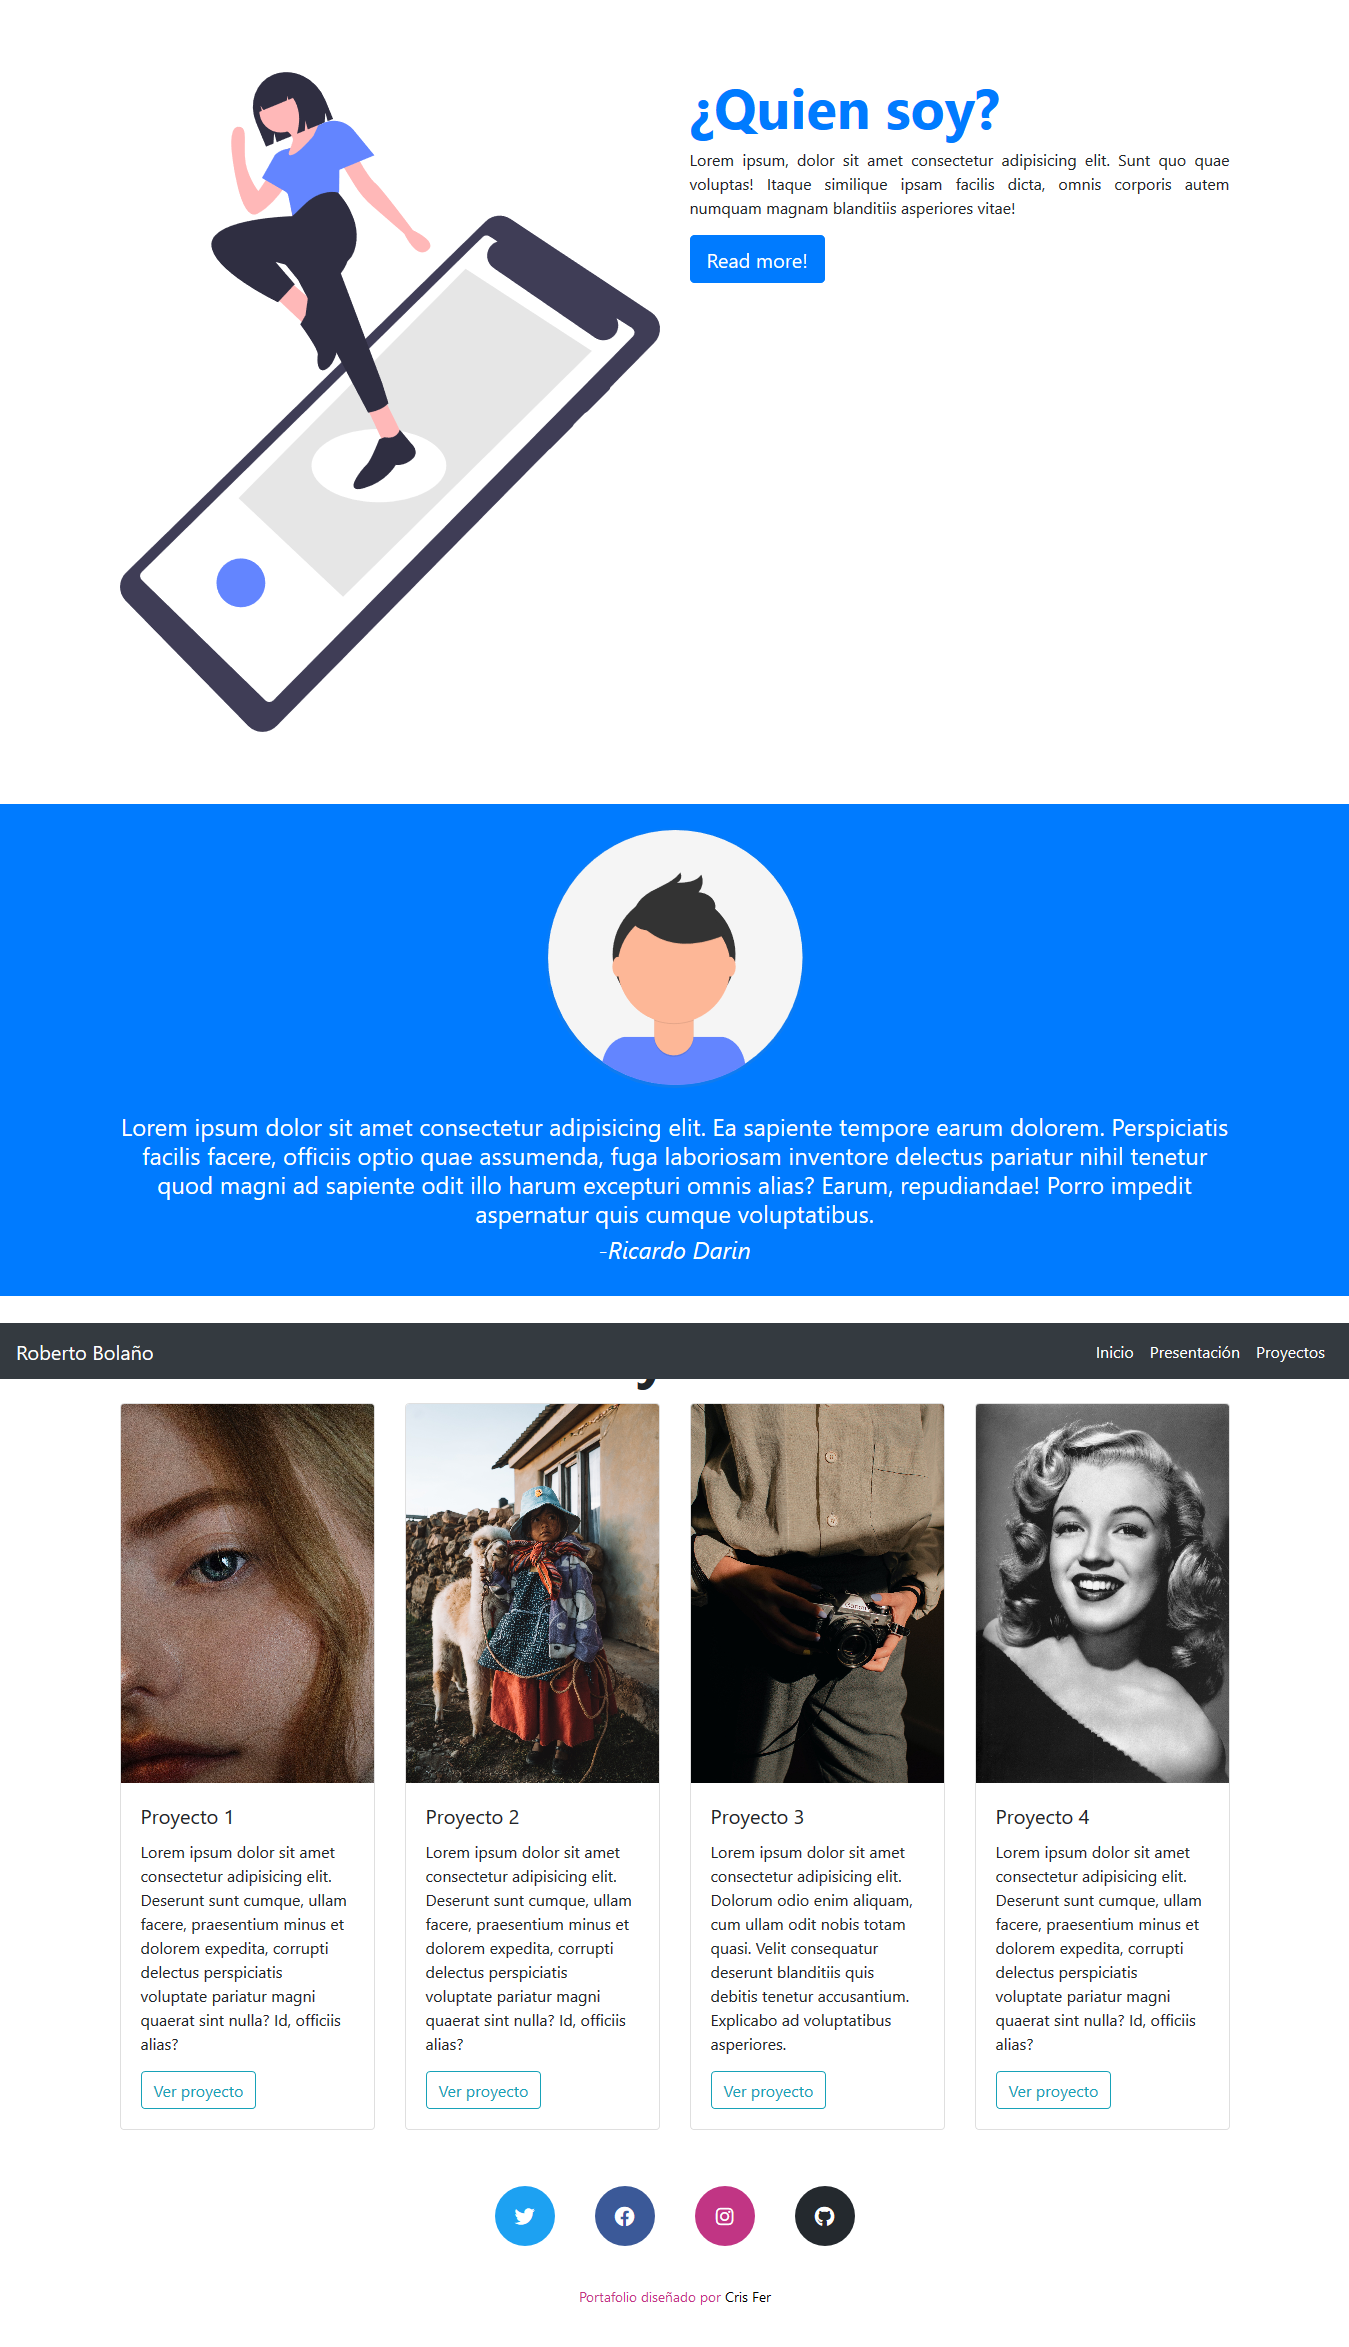 ¿Quien soy?
Lorem ipsum, dolor sit amet consectetur adipisicing elit. Sunt quo quae
voluptas! Itaque similique ipsam facilis dicta, omnis corporis autem
numquam magnam blanditiis asperiores vitae!
Read more!
Lorem ipsum dolor sit amet consectetur adipisicing elit. Ea sapiente tempore earum dolorem. Perspiciatis
facilis facere, officiis optio quae assumenda, fuga laboriosam inventore delectus pariatur nihil tenetur
quod magni ad sapiente odit illo harum excepturi omnis alias? Earum, repudiandae! Porro impedit
aspernatur quis cumque voluptatibus.
-Ricardo Darin
Roberto Bolaño
Inicio Presentación Proyectos
Canon
Proyecto 1
Lorem ipsum dolor sit amet
consectetur adipisicing elit.
Deserunt sunt cumque, ullam
facere, praesentium minus et
dolorem expedita, corrupti
delectus perspiciatis
voluptate pariatur magni
quaerat sint nulla? Id, officiis
alias?
Ver proyecto
Proyecto 2
Lorem ipsum dolor sit amet
consectetur adipisicing elit.
Deserunt sunt cumque, ullam
facere, praesentium minus et
dolorem expedita, corrupti
delectus perspiciatis
voluptate pariatur magni
quaerat sint nulla? Id, officiis
alias?
Ver proyecto
Proyecto 3
Lorem ipsum dolor sit amet
consectetur adipisicing elit.
Dolorum odio enim aliquam,
cum ullam odit nobis totam
quasi. Velit consequatur
deserunt blanditiis quis
debitis tenetur accusantium.
Explicabo ad voluptatibus
asperiores.
Ver proyecto
Proyecto 4
Lorem ipsum dolor sit amet
consectetur adipisicing elit.
Deserunt sunt cumque, ullam
facere, praesentium minus et
dolorem expedita, corrupti
delectus perspiciatis
voluptate pariatur magni
quaerat sint nulla? Id, officiis
alias?
Ver proyecto
Portafolio diseñado por Cris Fer